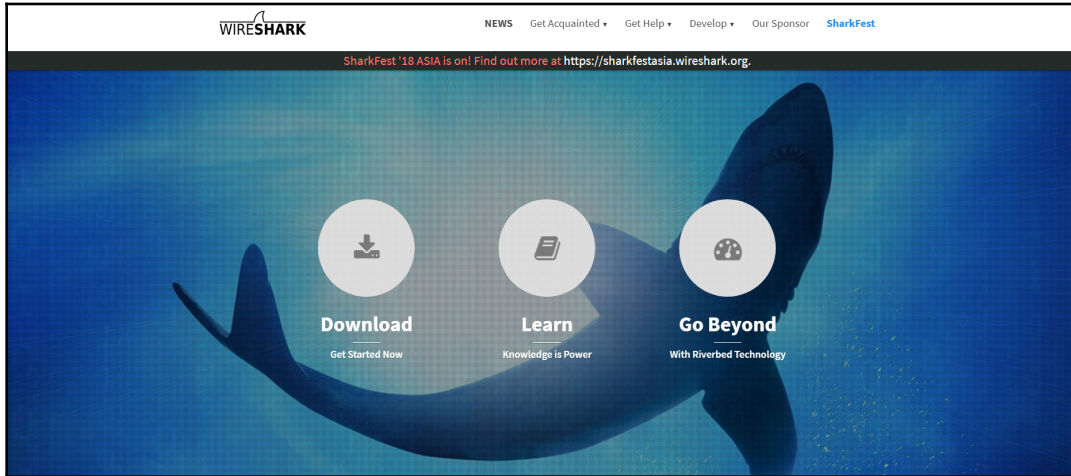 WIRESHARK
NEWS Get Acquainted ▾ Get Help ▾ Develop ▾ Our Sponsor SharkFest
SharkFest '18 ASIA is on! Find out more at https://sharkfestasia.wireshark.org.
Download Learn Go Beyond
Get Started Now Knowledge is Power With Riverbed Technology